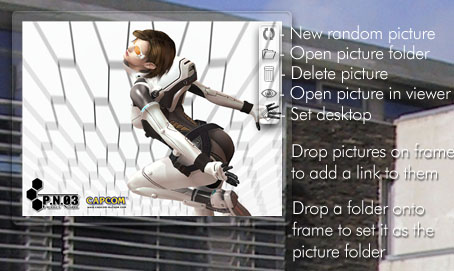 - New random picture
- Open picture folder
- Delete picture
- Open picture in viewer
- Set desktop
Drop pictures on frame
to add a link to them
Drop a folder onto
frame to set it as the
picture folder
P.N.03
CAPCOM